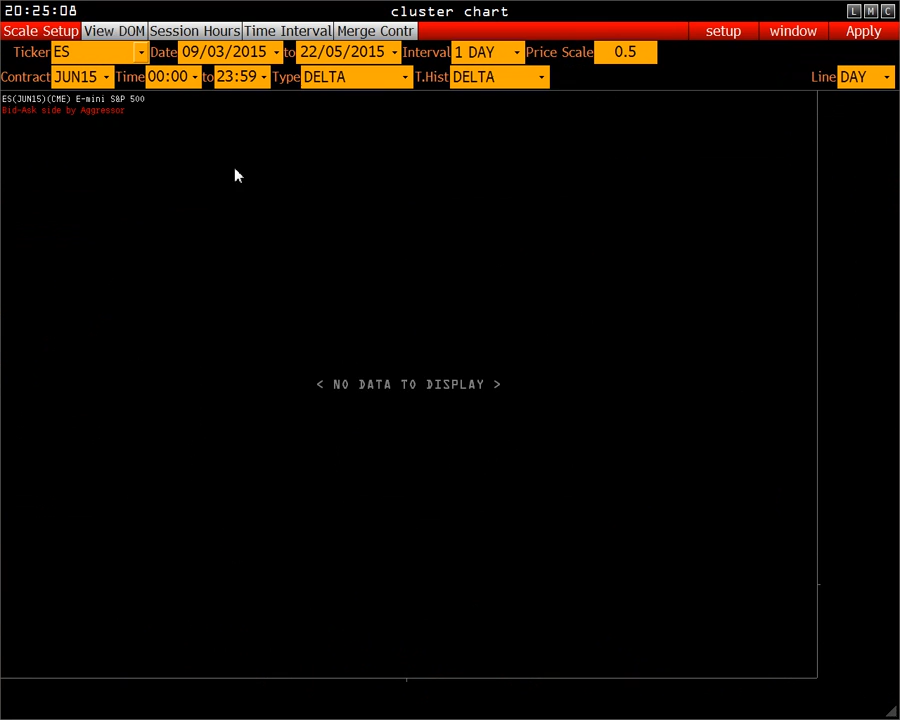 20:25:08 cluster chart L M C
Scale Setup View DOM Session Hours Time Interval Merge Contr setup window Apply
Ticker ES Date 09/03/2015 to 22/05/2015 Interval 1 DAY Price Scale 0.5
Contract JUN15 Time 00:00 to 23:59 Type DELTA T.Hist DELTA Line DAY
ES(JUN15)(CME) E-mini S&P 500
Bid-Ask side by Aggressor
< NO DATA TO DISPLAY >